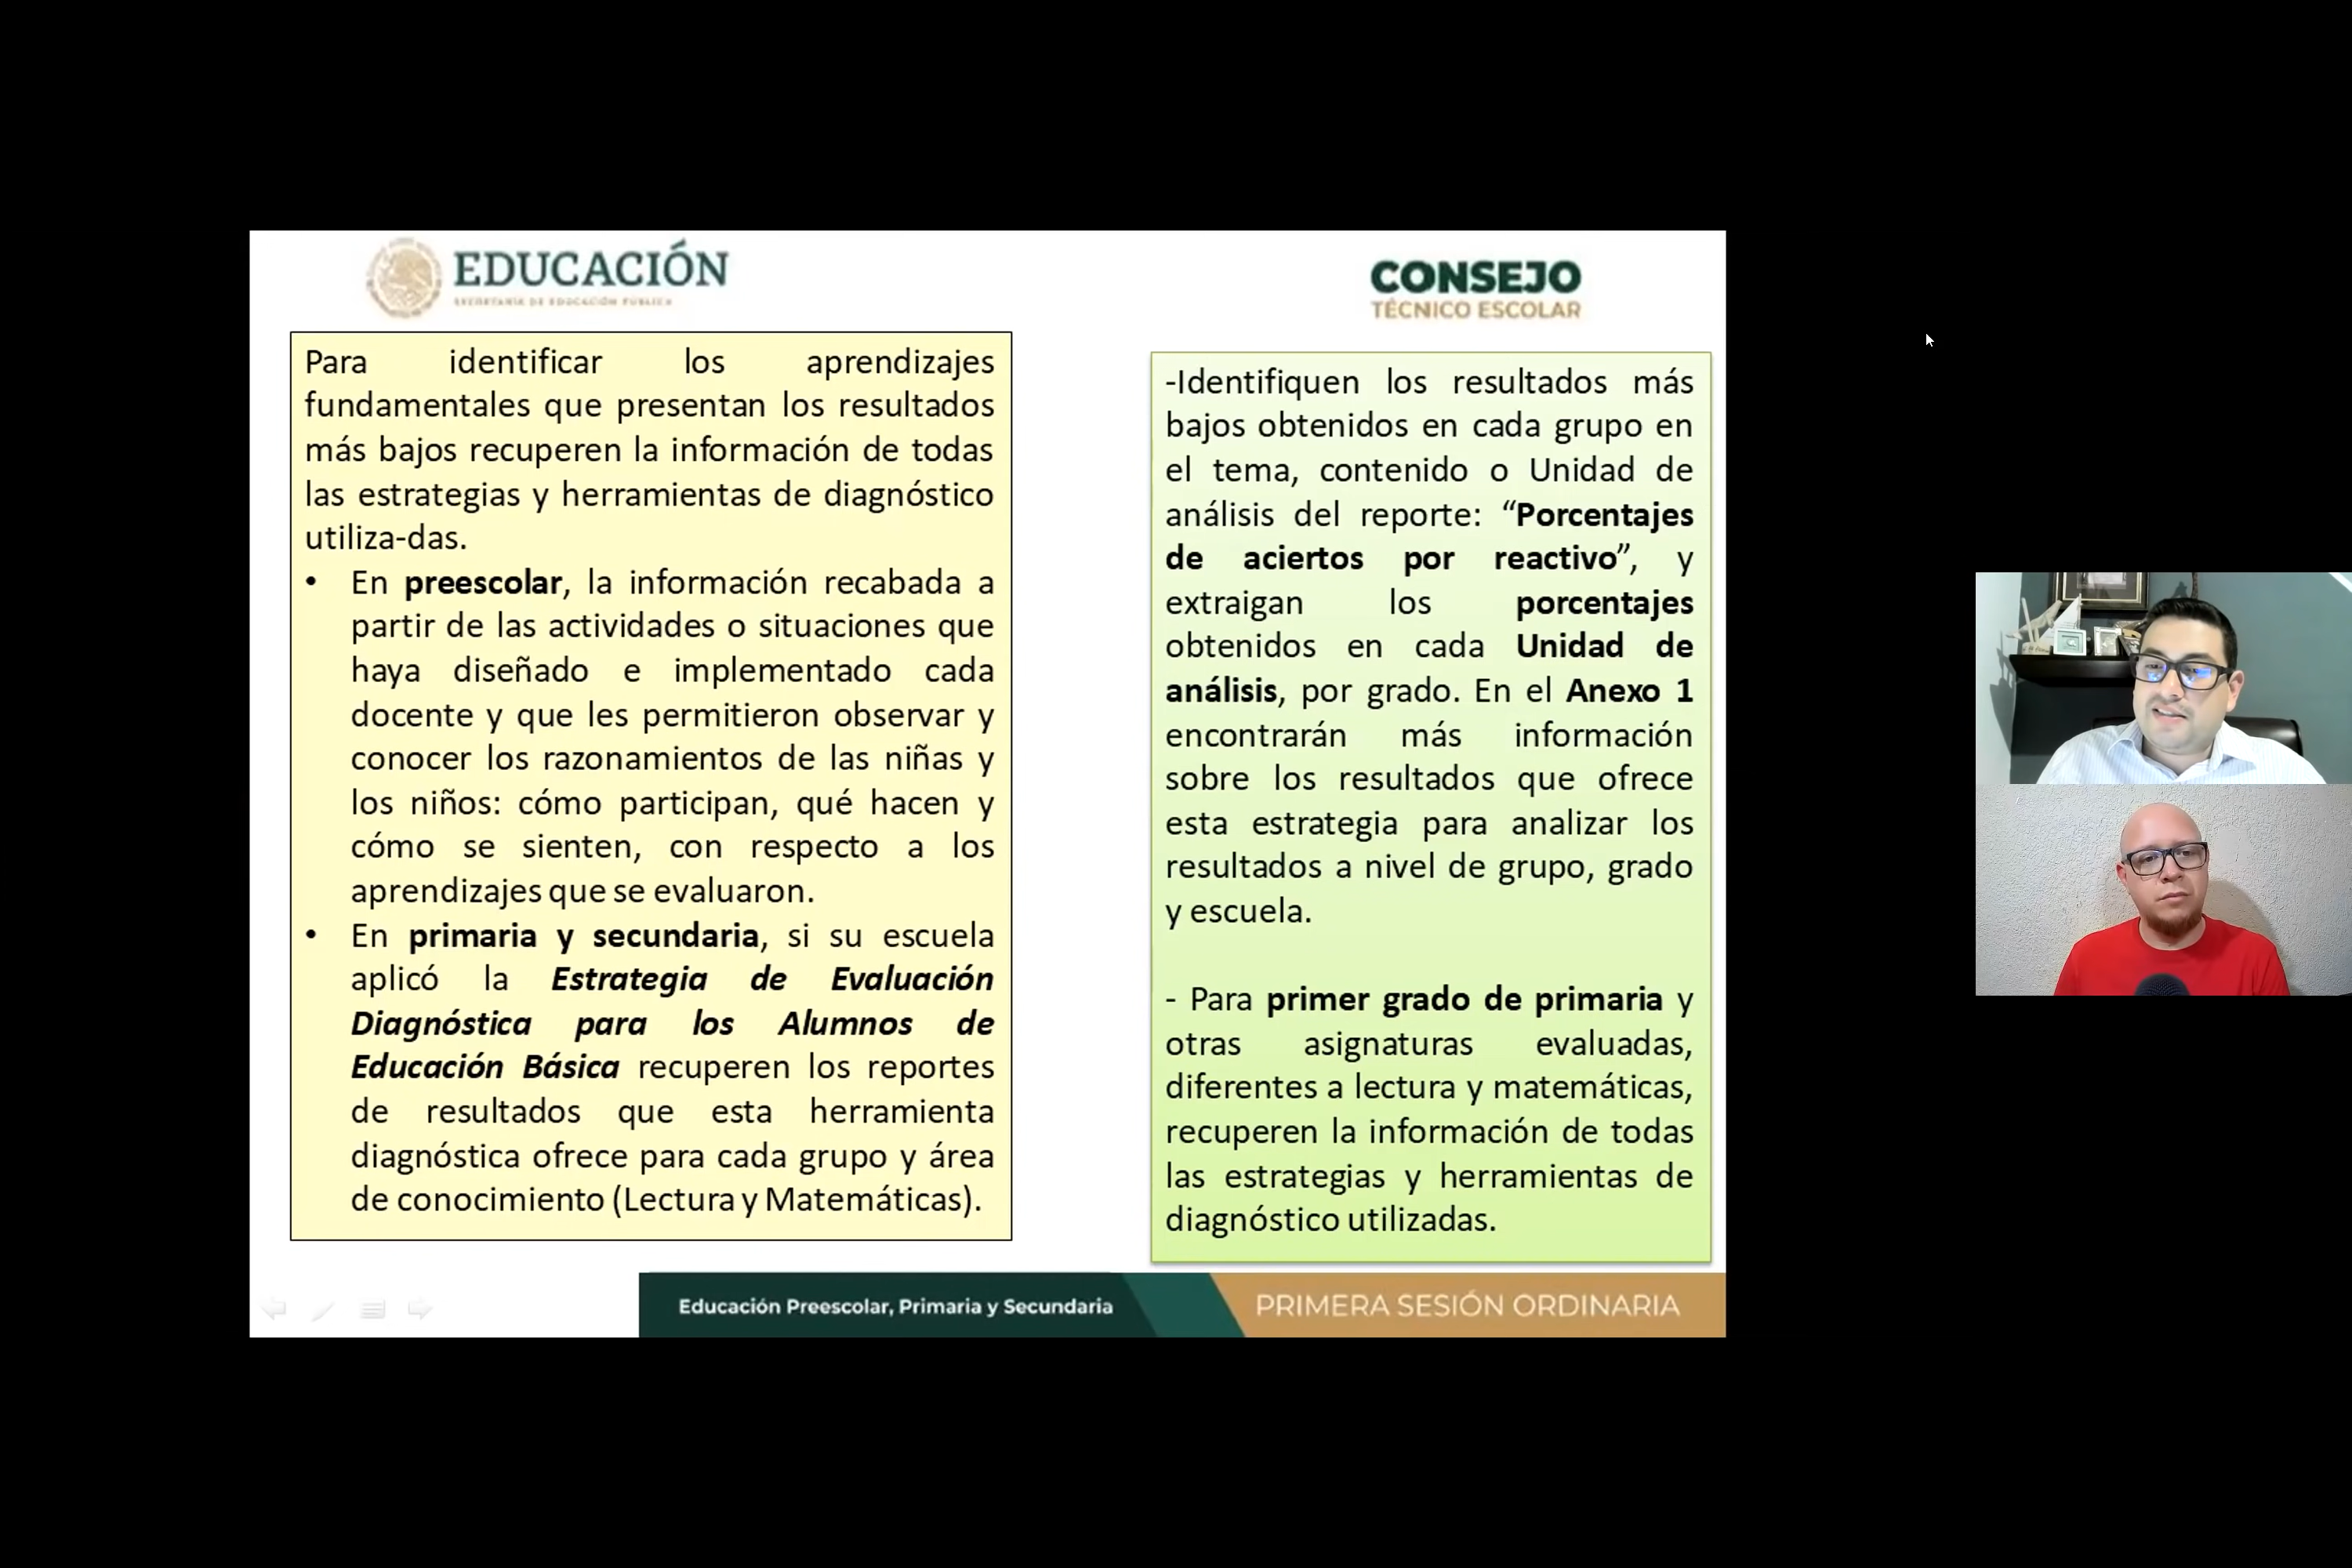 EDUCACIÓN
SECRETARÍA DE EDUCACIÓN PÚBLICA
CONSEJO
TÉCNICO ESCOLAR
Para identificar los aprendizajes
fundamentales que presentan los resultados
más bajos recuperen la información de todas
las estrategias y herramientas de diagnóstico
utiliza-das.
• En preescolar, la información recabada a
partir de las actividades o situaciones que
haya diseñado e implementado cada
docente y que les permitieron observar y
conocer los razonamientos de las niñas y
los niños: cómo participan, qué hacen y
cómo se sienten, con respecto a los
aprendizajes que se evaluaron.
• En primaria y secundaria, si su escuela
aplicó la Estrategia de Evaluación
Diagnóstica para los Alumnos de
Educación Básica recuperen los reportes
de resultados que esta herramienta
diagnóstica ofrece para cada grupo y área
de conocimiento (Lectura y Matemáticas).
-Identifiquen los resultados más
bajos obtenidos en cada grupo en
el tema, contenido o Unidad de
análisis del reporte: “Porcentajes
de aciertos por reactivo”, y
extraigan los porcentajes
obtenidos en cada Unidad de
análisis, por grado. En el Anexo 1
encontrarán más información
sobre los resultados que ofrece
esta estrategia para analizar los
resultados a nivel de grupo, grado
y escuela.
- Para primer grado de primaria y
otras asignaturas evaluadas,
diferentes a lectura y matemáticas,
recuperen la información de todas
las estrategias y herramientas de
diagnóstico utilizadas.
Educación Preescolar, Primaria y Secundaria
PRIMERA SESIÓN ORDINARIA